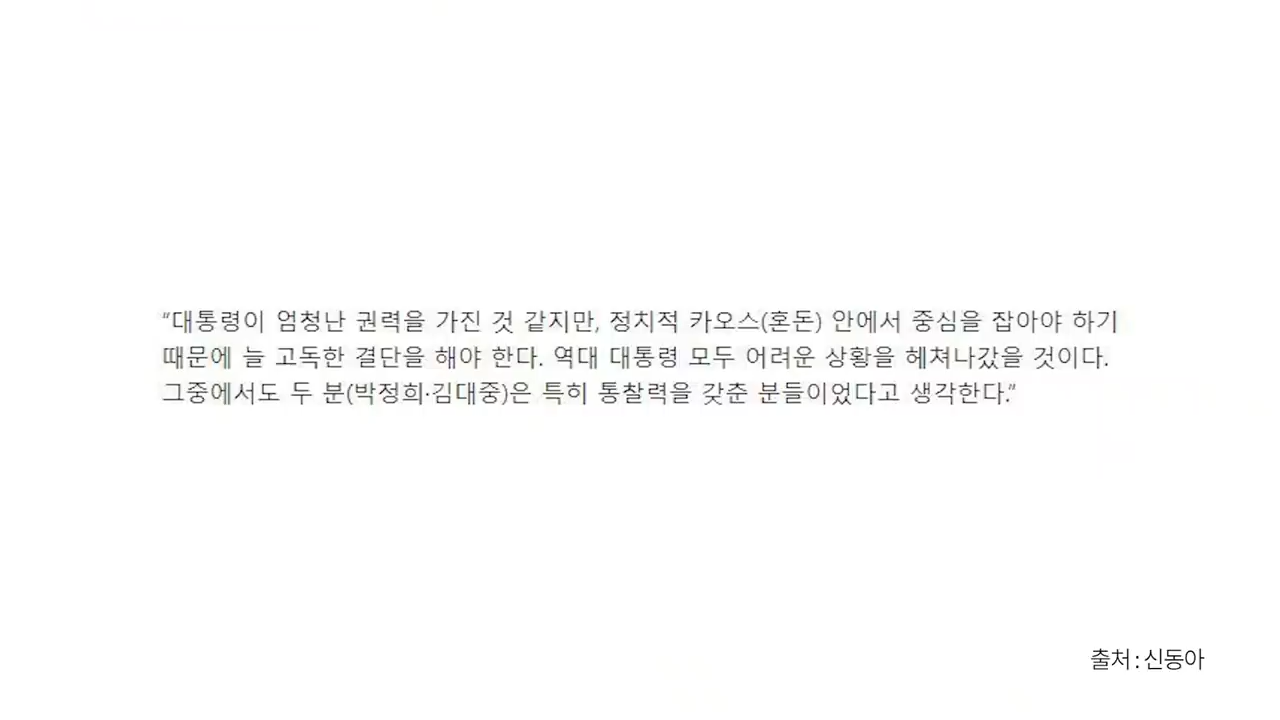 “대통령이 엄청난 권력을 가진 것 같지만, 정치적 카오스(혼돈) 안에서 중심을 잡아야 하기
때문에 늘 고독한 결단을 해야 한다. 역대 대통령 모두 어려운 상황을 헤쳐나갔을 것이다.
그중에서도 두 분(박정희·김대중)은 특히 통찰력을 갖춘 분들이었다고 생각한다.”
출처 : 신동아